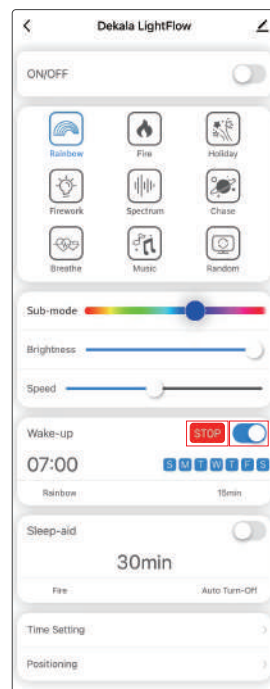 Dekala LightFlow
ON/OFF
Rainbow Fire Holiday
Firework Spectrum Chase
Breathe Music Random
Sub-mode
Brightness
Speed
Wake-up STOP
07:00 S M T W T F S
Rainbow 15min
Sleep-aid
30min
Fire Auto Turn-Off
Time Setting
Positioning